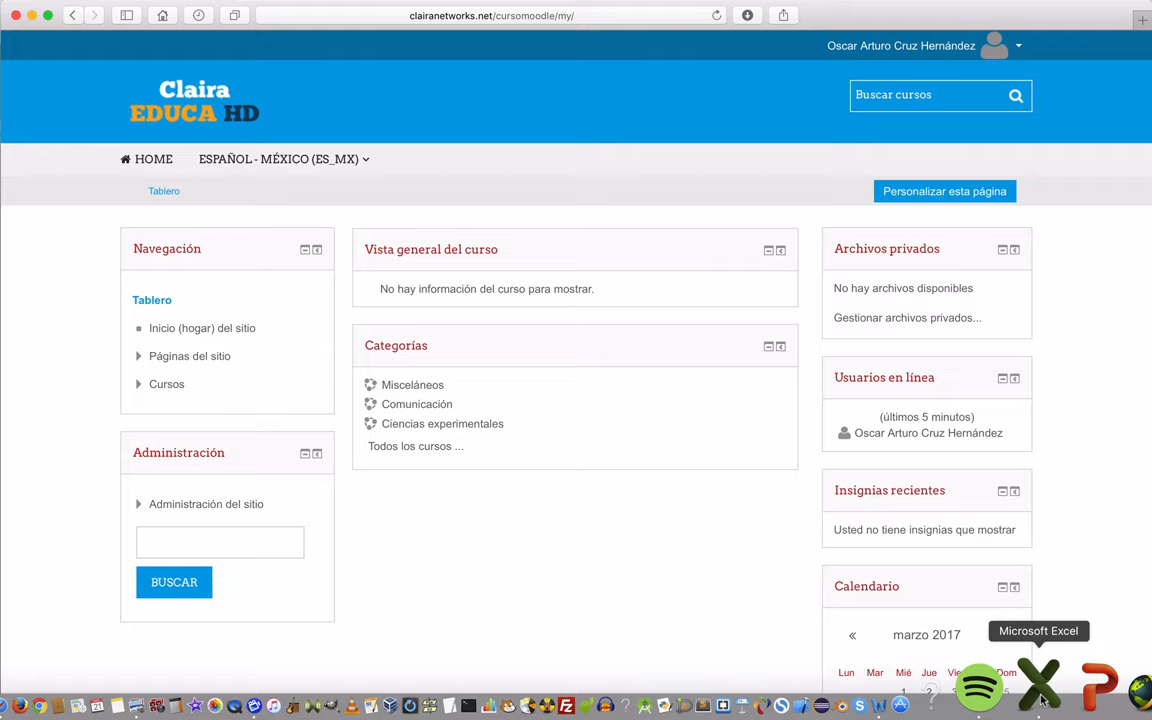 clairanetworks.net/cursomoodle/my/
Oscar Arturo Cruz Hernández
Claira
EDUCA HD
Buscar cursos
HOME
ESPAÑOL - MÉXICO (ES_MX)
Tablero
Personalizar esta página
Navegación
Tablero
Inicio (hogar) del sitio
Páginas del sitio
Cursos
Administración
Administración del sitio
BUSCAR
Vista general del curso
No hay información del curso para mostrar.
Categorías
Misceláneos
Comunicación
Ciencias experimentales
Todos los cursos ...
Archivos privados
No hay archivos disponibles
Gestionar archivos privados...
Usuarios en línea
(últimos 5 minutos)
Oscar Arturo Cruz Hernández
Insignias recientes
Usted no tiene insignias que mostrar
Calendario
« marzo 2017
Microsoft Excel
Lun Mar Mié Jue Vie Dom
1 2 5